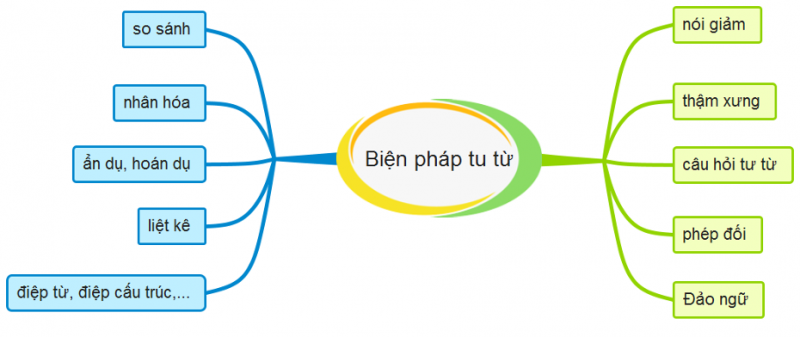 Biện pháp tu từ
so sánh
nhân hóa
ẩn dụ, hoán dụ
liệt kê
điệp từ, điệp cấu trúc,...
nói giảm
thậm xưng
câu hỏi tư từ
phép đối
Đảo ngữ